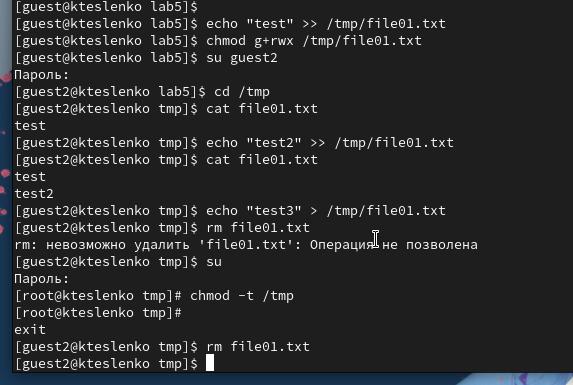 [guest@kteslenko lab5]$
[guest@kteslenko lab5]$ echo "test" >> /tmp/file01.txt
[guest@kteslenko lab5]$ chmod g+rwx /tmp/file01.txt
[guest@kteslenko lab5]$ su guest2
Пароль:
[guest2@kteslenko lab5]$ cd /tmp
[guest2@kteslenko tmp]$ cat file01.txt
test
[guest2@kteslenko tmp]$ echo "test2" >> /tmp/file01.txt
[guest2@kteslenko tmp]$ cat file01.txt
test
test2
[guest2@kteslenko tmp]$ echo "test3" > /tmp/file01.txt
[guest2@kteslenko tmp]$ rm file01.txt
rm: невозможно удалить 'file01.txt': Операция не позволена
[guest2@kteslenko tmp]$ su
Пароль:
[root@kteslenko tmp]# chmod -t /tmp
[root@kteslenko tmp]#
exit
[guest2@kteslenko tmp]$ rm file01.txt
[guest2@kteslenko tmp]$